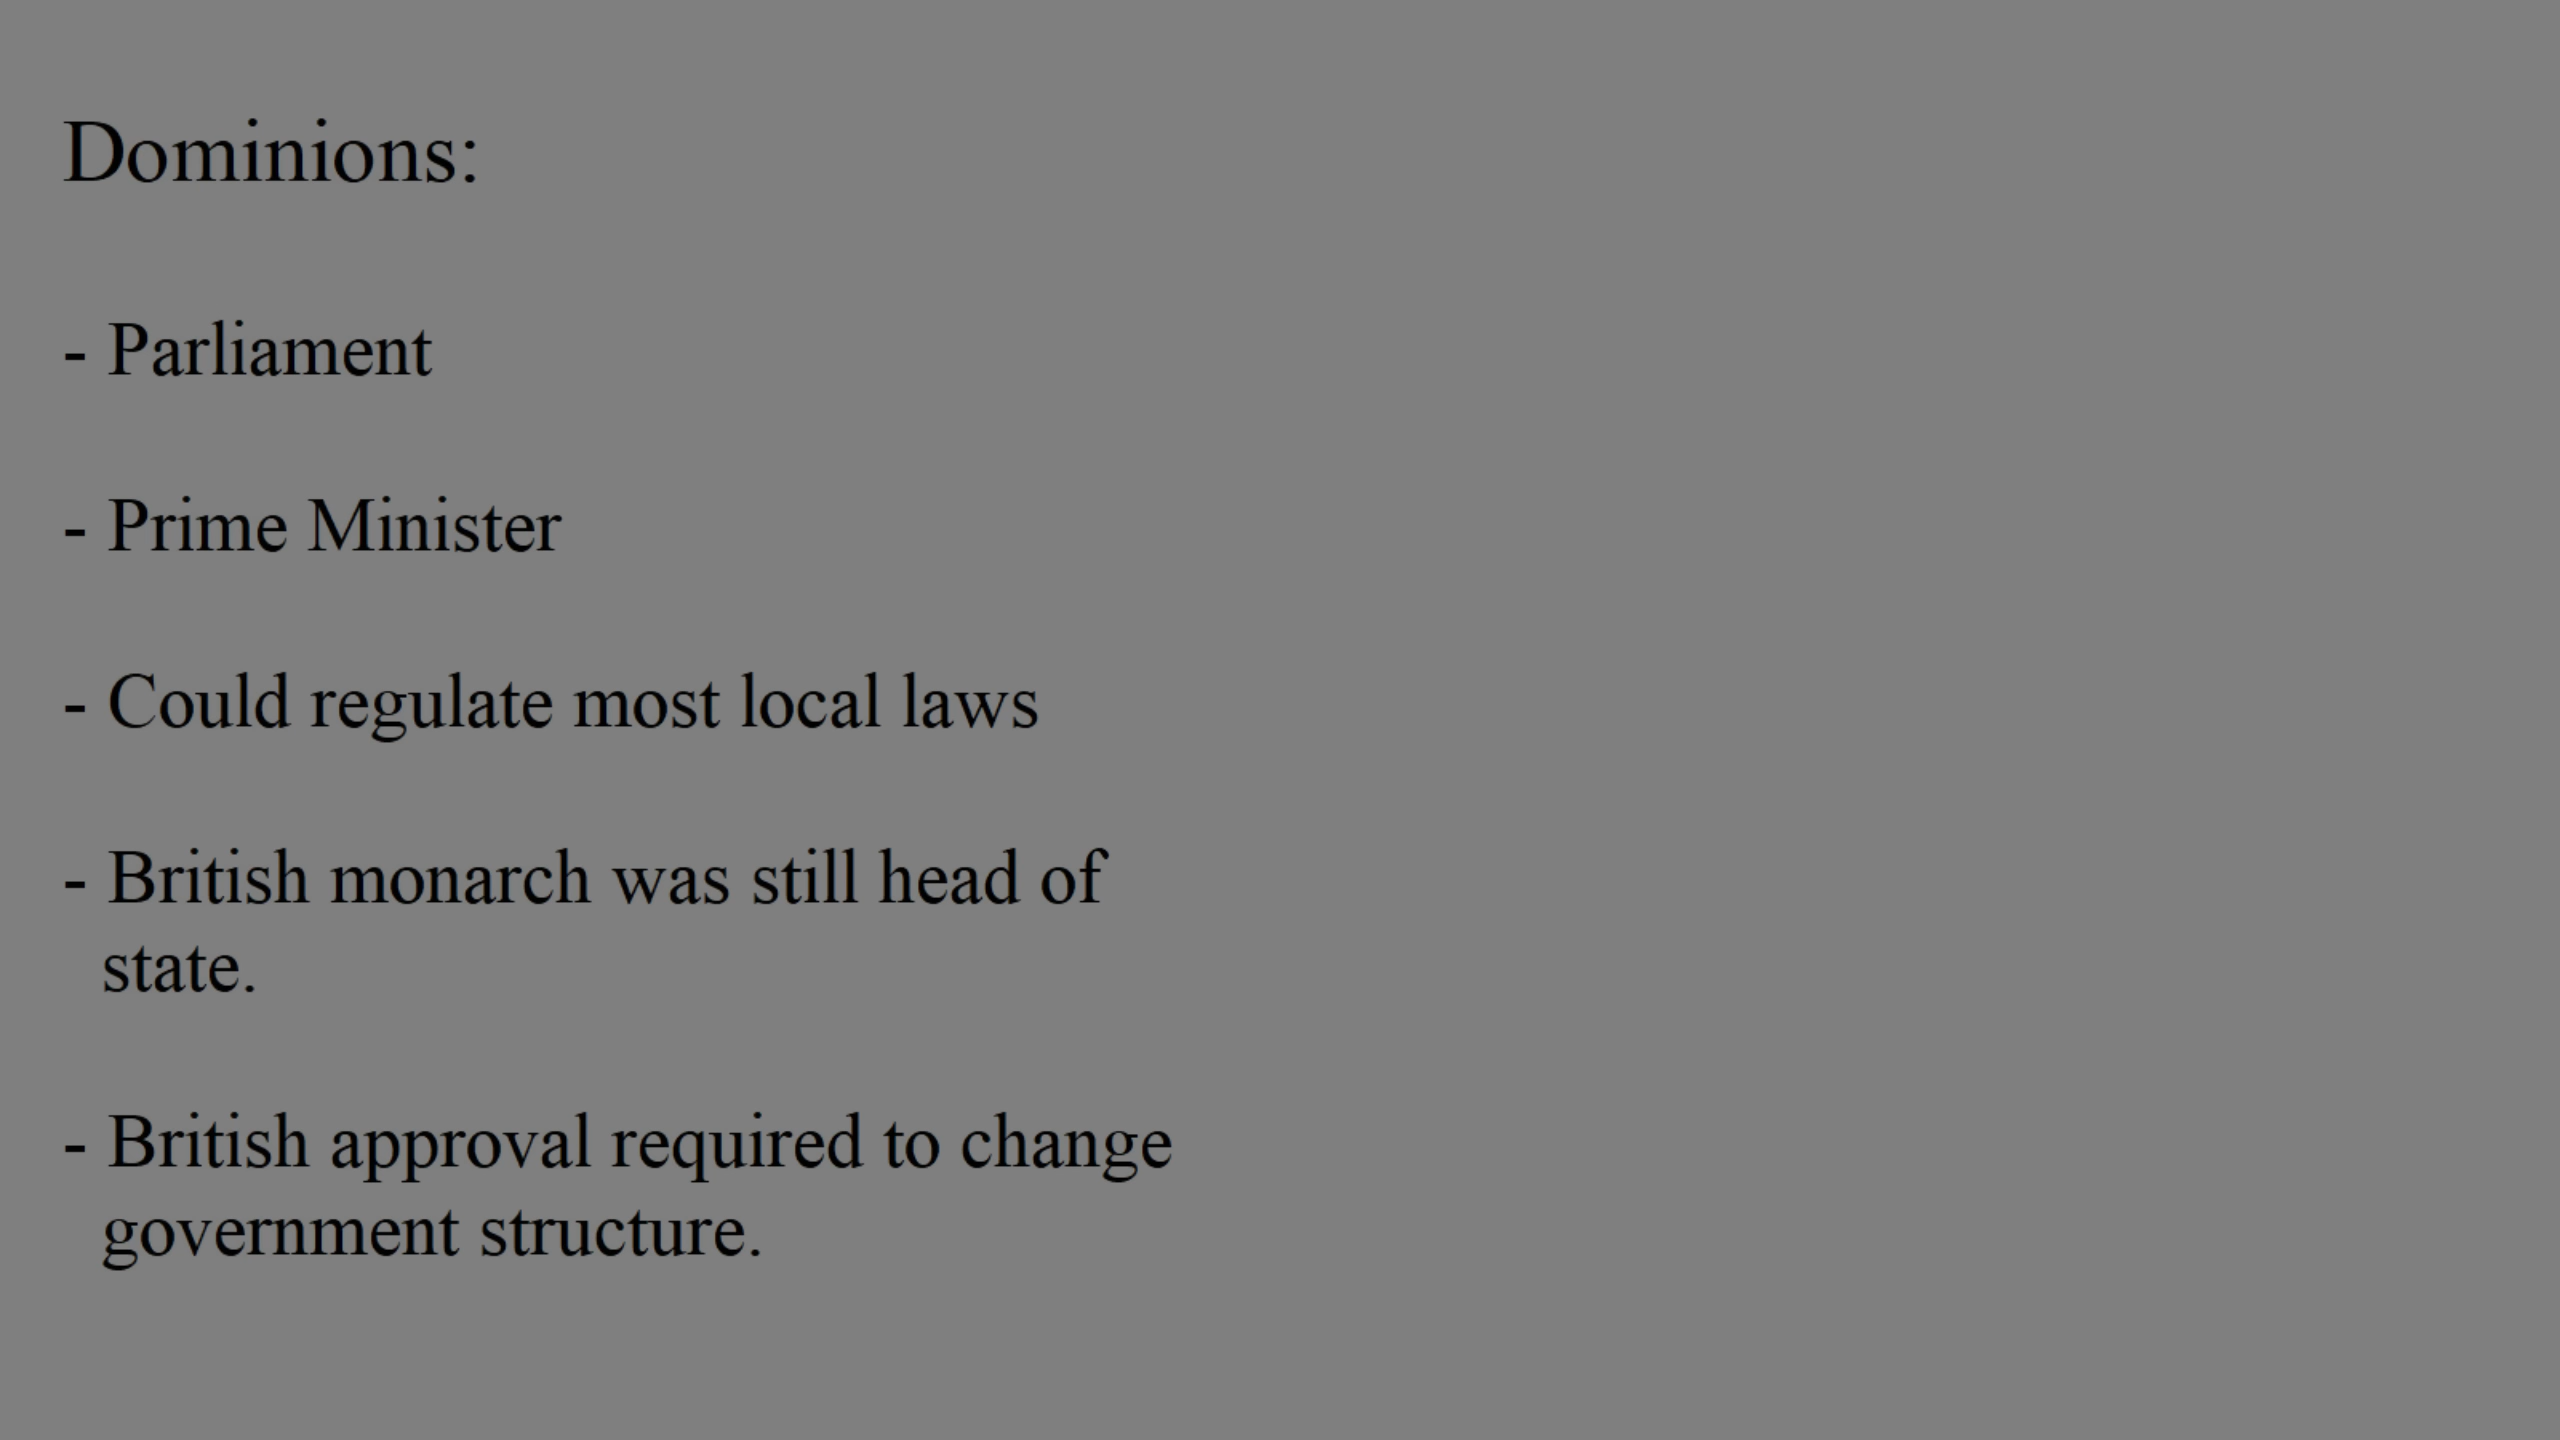 Dominions:
- Parliament
- Prime Minister
- Could regulate most local laws
- British monarch was still head of
state.
- British approval required to change
government structure.